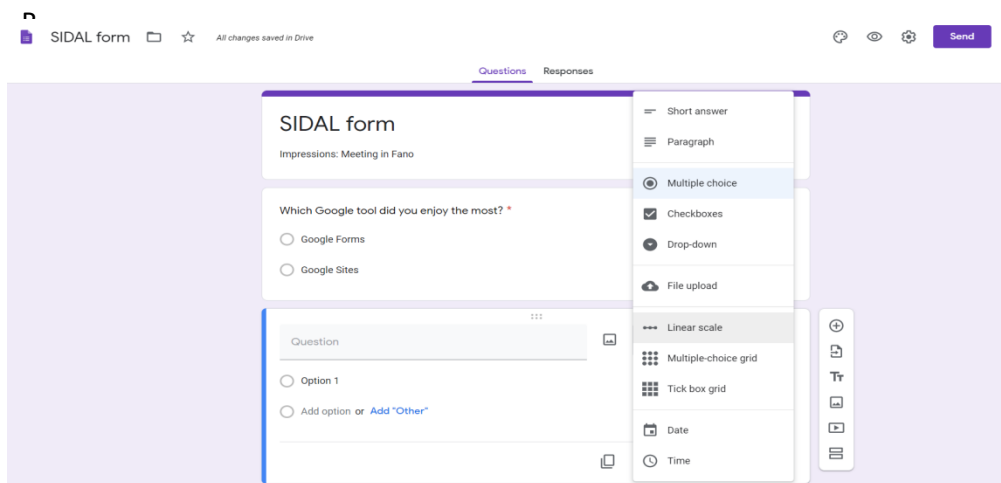 SIDAL form
All changes saved in Drive
Send
Questions Responses
SIDAL form
Impressions: Meeting in Fano
Which Google tool did you enjoy the most? *
Google Forms
Google Sites
Question
Option 1
Add option or Add "Other"
Short answer
Paragraph
Multiple choice
Checkboxes
Drop-down
File upload
Linear scale
Multiple-choice grid
Tick box grid
Date
Time
Tт